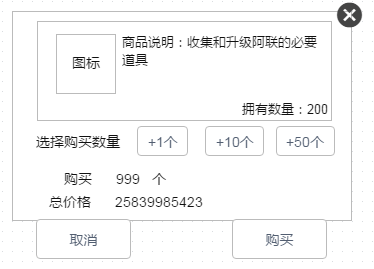 图标
商品说明：收集和升级阿联的必要
道具
拥有数量：200
选择购买数量 +1个 +10个 +50个
购买 999 个
总价格 25839985423
取消 购买